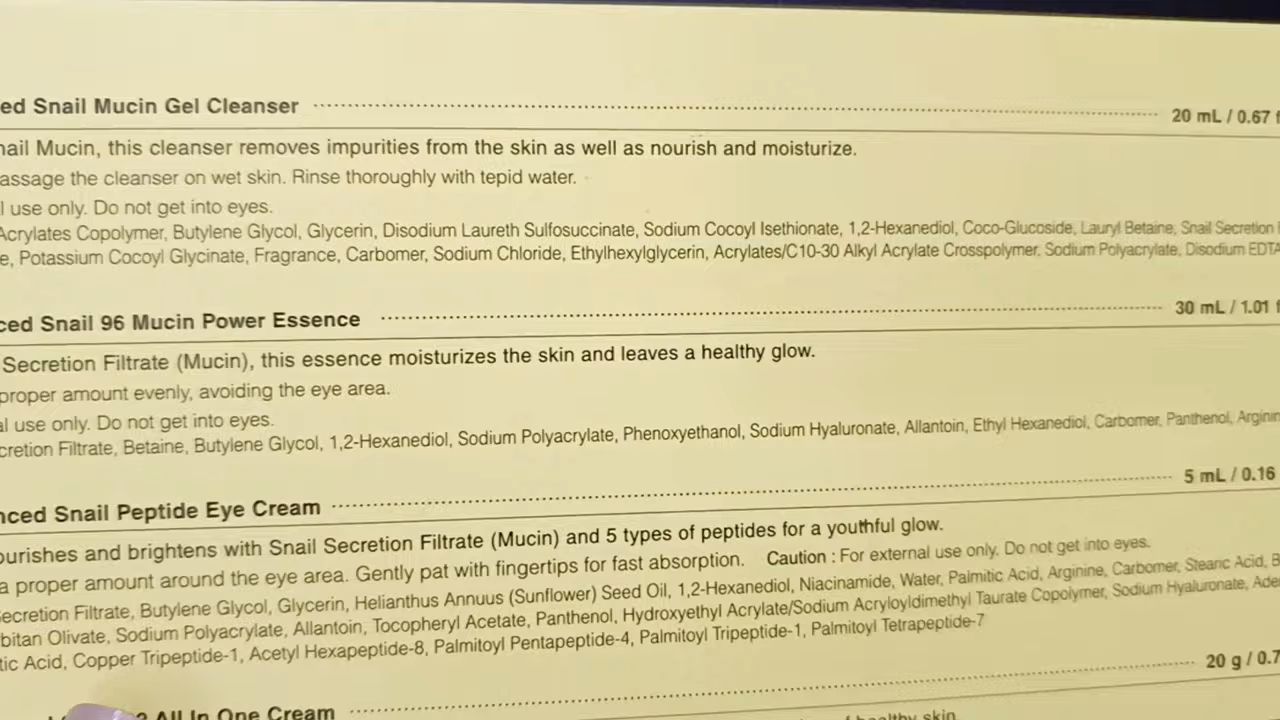 ed Snail Mucin Gel Cleanser 20 mL / 0.67 f
nail Mucin, this cleanser removes impurities from the skin as well as nourish and moisturize.
assage the cleanser on wet skin. Rinse thoroughly with tepid water.
l use only. Do not get into eyes.
Acrylates Copolymer, Butylene Glycol, Glycerin, Disodium Laureth Sulfosuccinate, Sodium Cocoyl Isethionate, 1,2-Hexanediol, Coco-Glucoside, Lauryl Betaine, Snail Secretion
e, Potassium Cocoyl Glycinate, Fragrance, Carbomer, Sodium Chloride, Ethylhexylglycerin, Acrylates/C10-30 Alkyl Acrylate Crosspolymer, Sodium Polyacrylate, Disodium EDTA
ced Snail 96 Mucin Power Essence 30 mL / 1.01 f
Secretion Filtrate (Mucin), this essence moisturizes the skin and leaves a healthy glow.
proper amount evenly, avoiding the eye area.
al use only. Do not get into eyes.
cretion Filtrate, Betaine, Butylene Glycol, 1,2-Hexanediol, Sodium Polyacrylate, Phenoxyethanol, Sodium Hyaluronate, Allantoin, Ethyl Hexanediol, Carbomer, Panthenol, Arginin
nced Snail Peptide Eye Cream 5 mL / 0.16
ourishes and brightens with Snail Secretion Filtrate (Mucin) and 5 types of peptides for a youthful glow.
a proper amount around the eye area. Gently pat with fingertips for fast absorption. Caution : For external use only. Do not get into eyes.
Secretion Filtrate, Butylene Glycol, Glycerin, Helianthus Annuus (Sunflower) Seed Oil, 1,2-Hexanediol, Niacinamide, Water, Palmitic Acid, Arginine, Carbomer, Stearic Acid, B
rbitan Olivate, Sodium Polyacrylate, Allantoin, Tocopheryl Acetate, Panthenol, Hydroxyethyl Acrylate/Sodium Acryloyldimethyl Taurate Copolymer, Sodium Hyaluronate, Ade
tic Acid, Copper Tripeptide-1, Acetyl Hexapeptide-8, Palmitoyl Pentapeptide-4, Palmitoyl Tripeptide-1, Palmitoyl Tetrapeptide-7
2 All In One Cream 20 g / 0.7
healthy skin